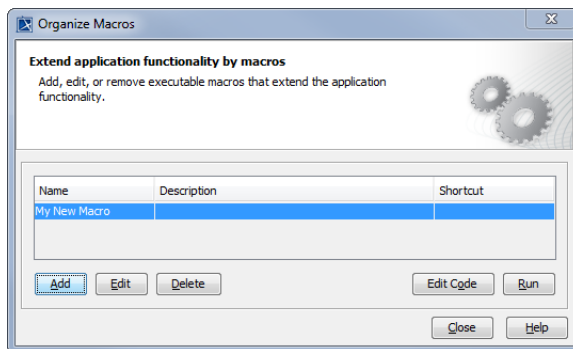 Organize Macros
Extend application functionality by macros
Add, edit, or remove executable macros that extend the application
functionality.
Name Description Shortcut
My New Macro
Add Edit Delete Edit Code Run
Close Help